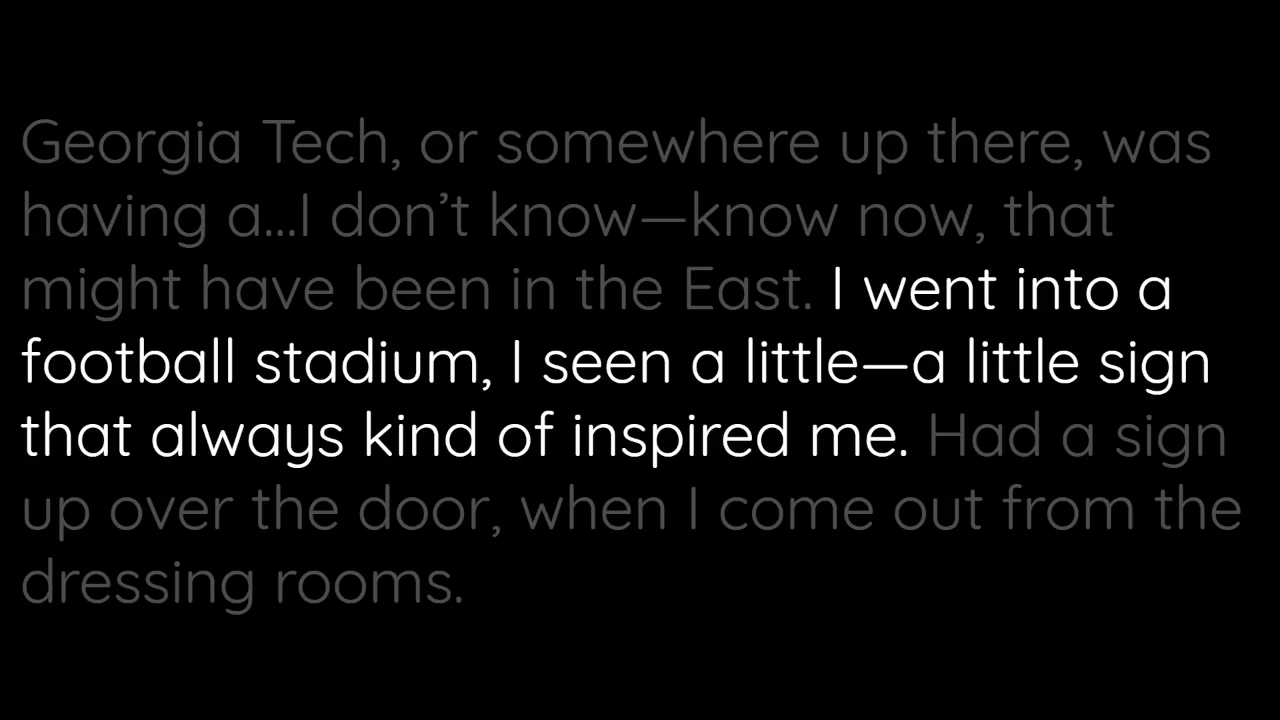 Georgia Tech, or somewhere up there, was
having a...I don’t know—know now, that
might have been in the East. I went into a
football stadium, I seen a little—a little sign
that always kind of inspired me. Had a sign
up over the door, when I come out from the
dressing rooms.